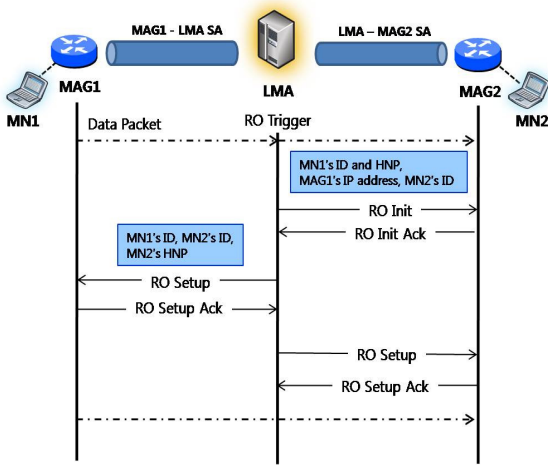 MAG1 - LMA SA
LMA – MAG2 SA
MAG1
LMA
MAG2
MN1
MN2
Data Packet
RO Trigger
MN1's ID and HNP,
MAG1's IP address, MN2's ID
RO Init
RO Init Ack
MN1's ID, MN2's ID,
MN2's HNP
RO Setup
RO Setup Ack
RO Setup
RO Setup Ack